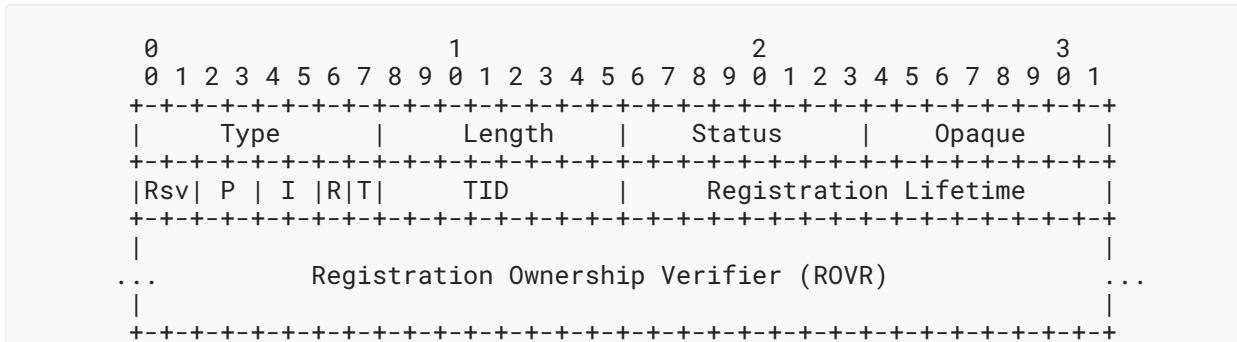 0                   1                   2                   3
0 1 2 3 4 5 6 7 8 9 0 1 2 3 4 5 6 7 8 9 0 1 2 3 4 5 6 7 8 9 0 1
+-+-+-+-+-+-+-+-+-+-+-+-+-+-+-+-+-+-+-+-+-+-+-+-+-+-+-+-+-+-+-+-+
|     Type      |     Length    |    Status     |    Opaque     |
+-+-+-+-+-+-+-+-+-+-+-+-+-+-+-+-+-+-+-+-+-+-+-+-+-+-+-+-+-+-+-+-+
|Rsv| P | I |R|T|     TID       |     Registration Lifetime     |
+-+-+-+-+-+-+-+-+-+-+-+-+-+-+-+-+-+-+-+-+-+-+-+-+-+-+-+-+-+-+-+-+
|                                                               |
...          Registration Ownership Verifier (ROVR)              ...
|                                                               |
+-+-+-+-+-+-+-+-+-+-+-+-+-+-+-+-+-+-+-+-+-+-+-+-+-+-+-+-+-+-+-+-+